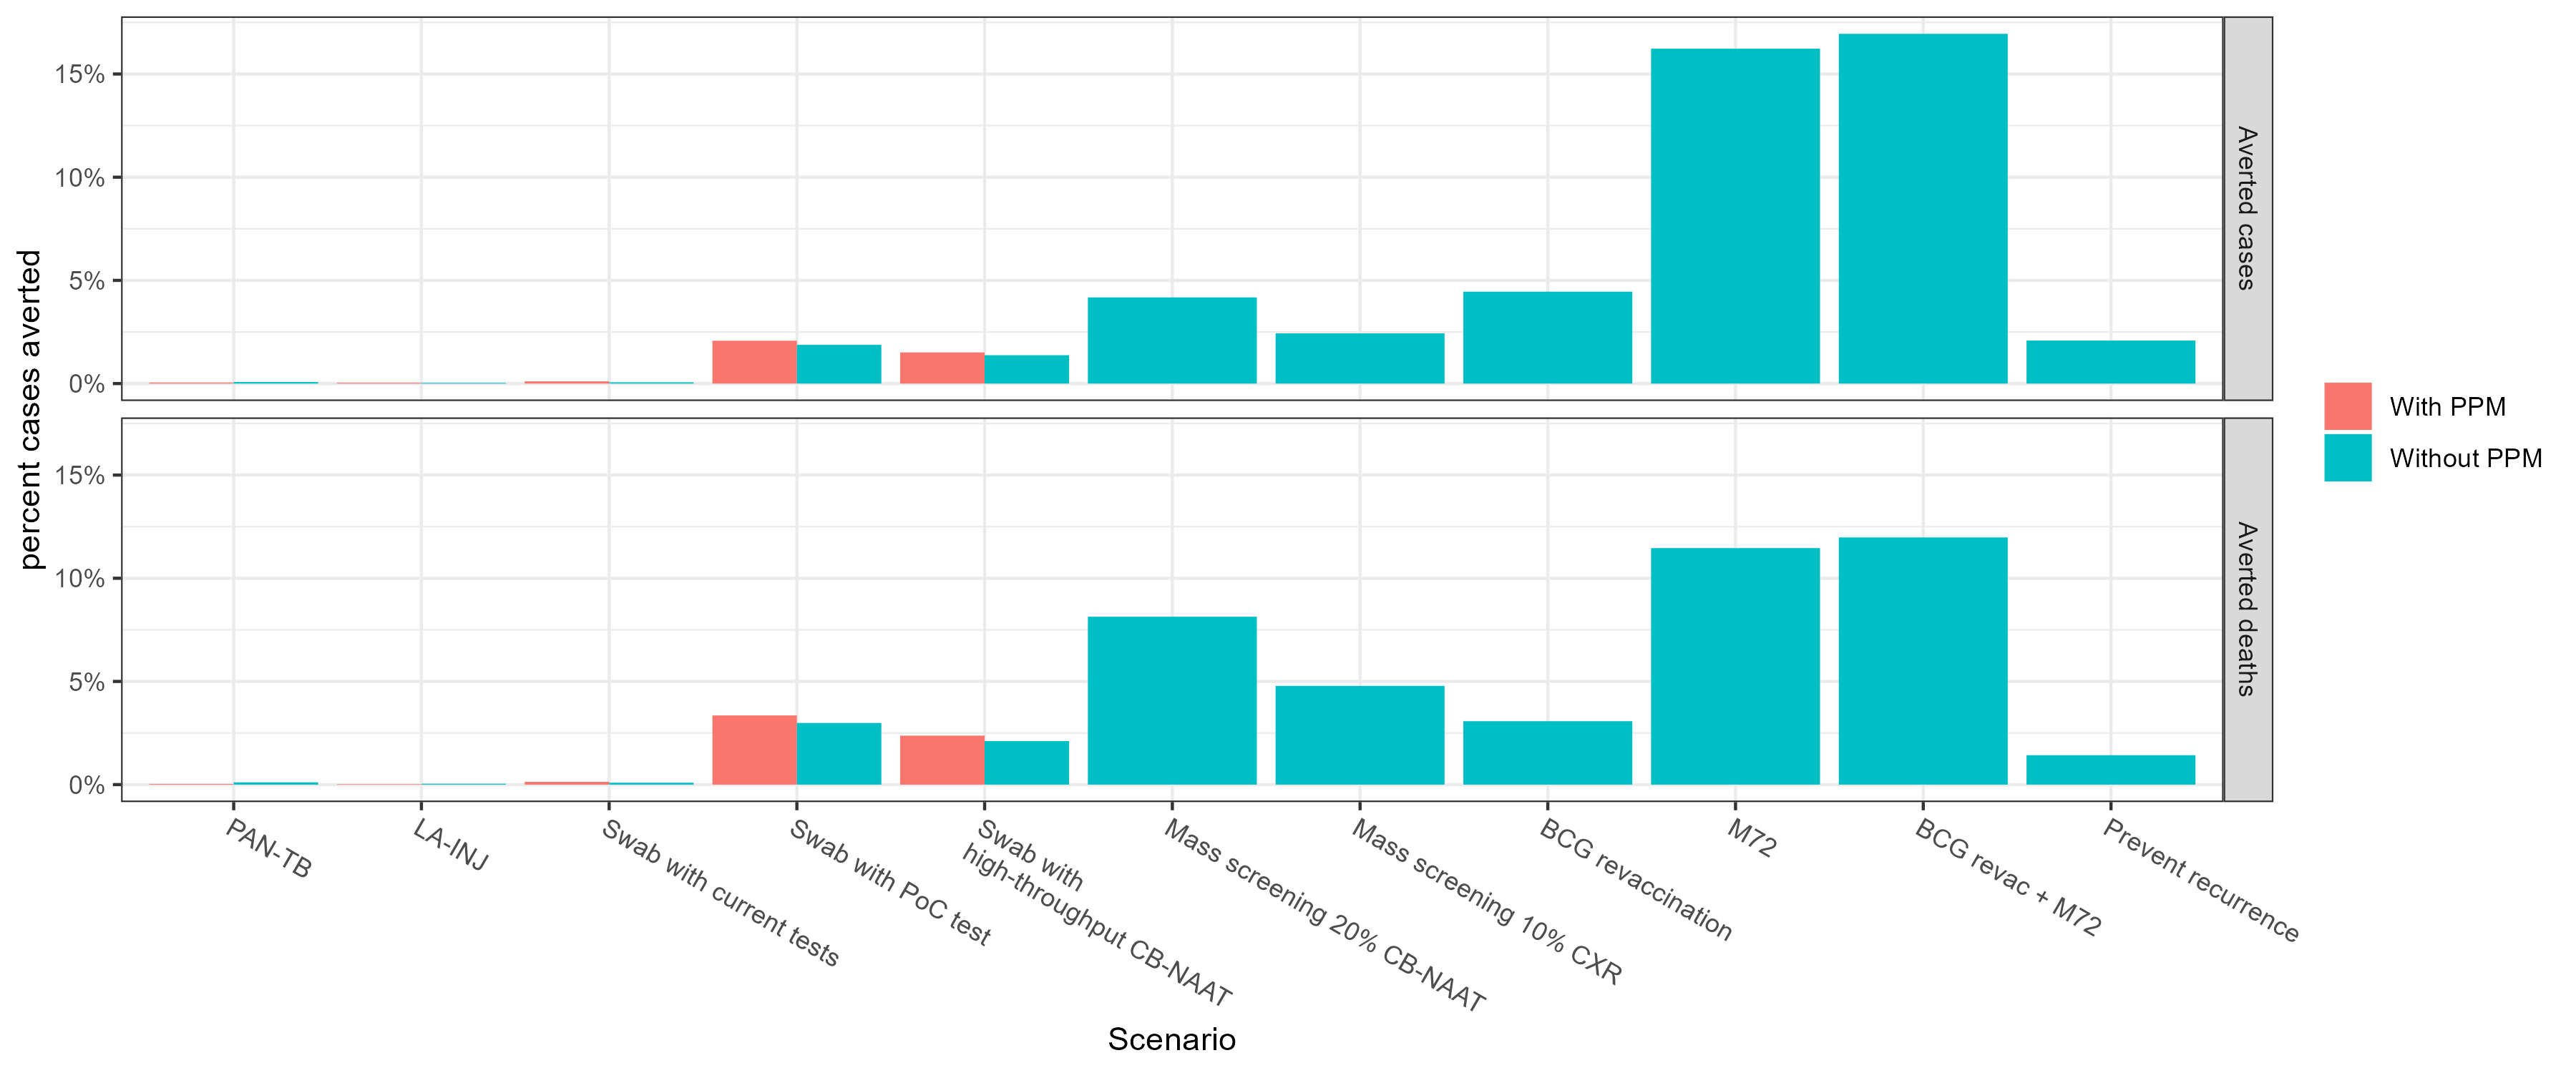 percent cases averted
15%
10%
5%
0%
Averted cases
15%
10%
5%
0%
Averted deaths
PAN-TB
LA-INJ
Swab with current tests
Swab with PoC test
Swab with
high-throughput CB-NAAT
Mass screening 20% CB-NAAT
Mass screening 10% CXR
BCG revaccination
M72
BCG revac + M72
Prevent recurrence
Scenario
With PPM
Without PPM